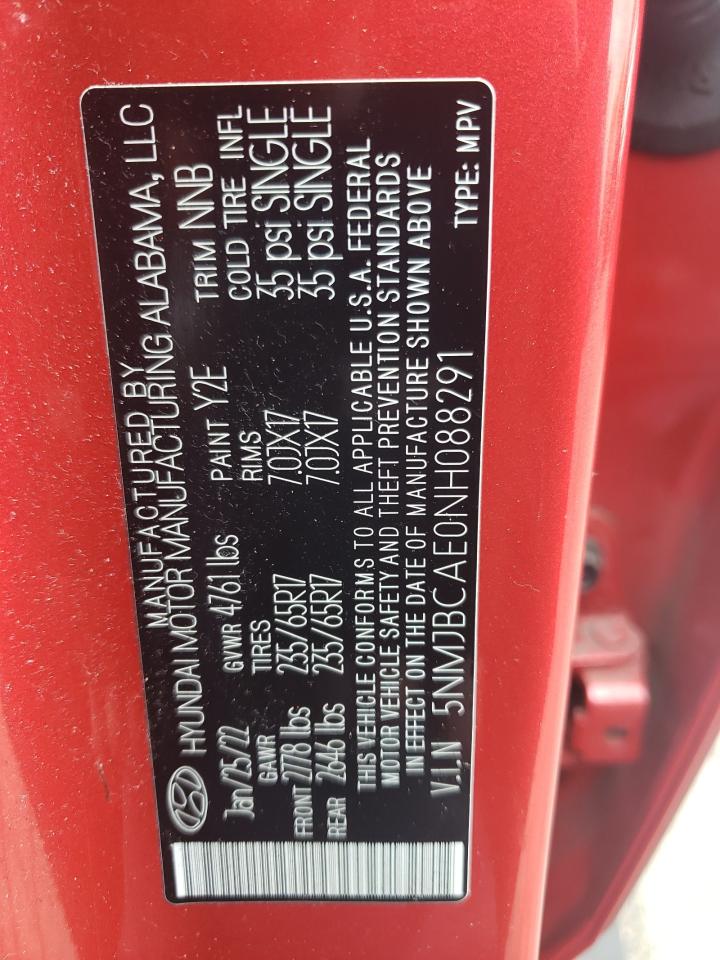 MANUFACTURED BY
HYUNDAI MOTOR MANUFACTURING ALABAMA, LLC
Jan/25/22 GVWR 4761 lbs PAINT Y2E TRIM NNB
GAWR TIRES RIMS COLD TIRE INFL
FRONT 2778 lbs 235/65R17 7.0JX17 35 psi SINGLE
REAR 2646 lbs 235/65R17 7.0JX17 35 psi SINGLE
THIS VEHICLE CONFORMS TO ALL APPLICABLE U.S.A. FEDERAL
MOTOR VEHICLE SAFETY AND THEFT PREVENTION STANDARDS
IN EFFECT ON THE DATE OF MANUFACTURE SHOWN ABOVE
V.I.N 5NMJBCAE0NH088291 TYPE: MPV